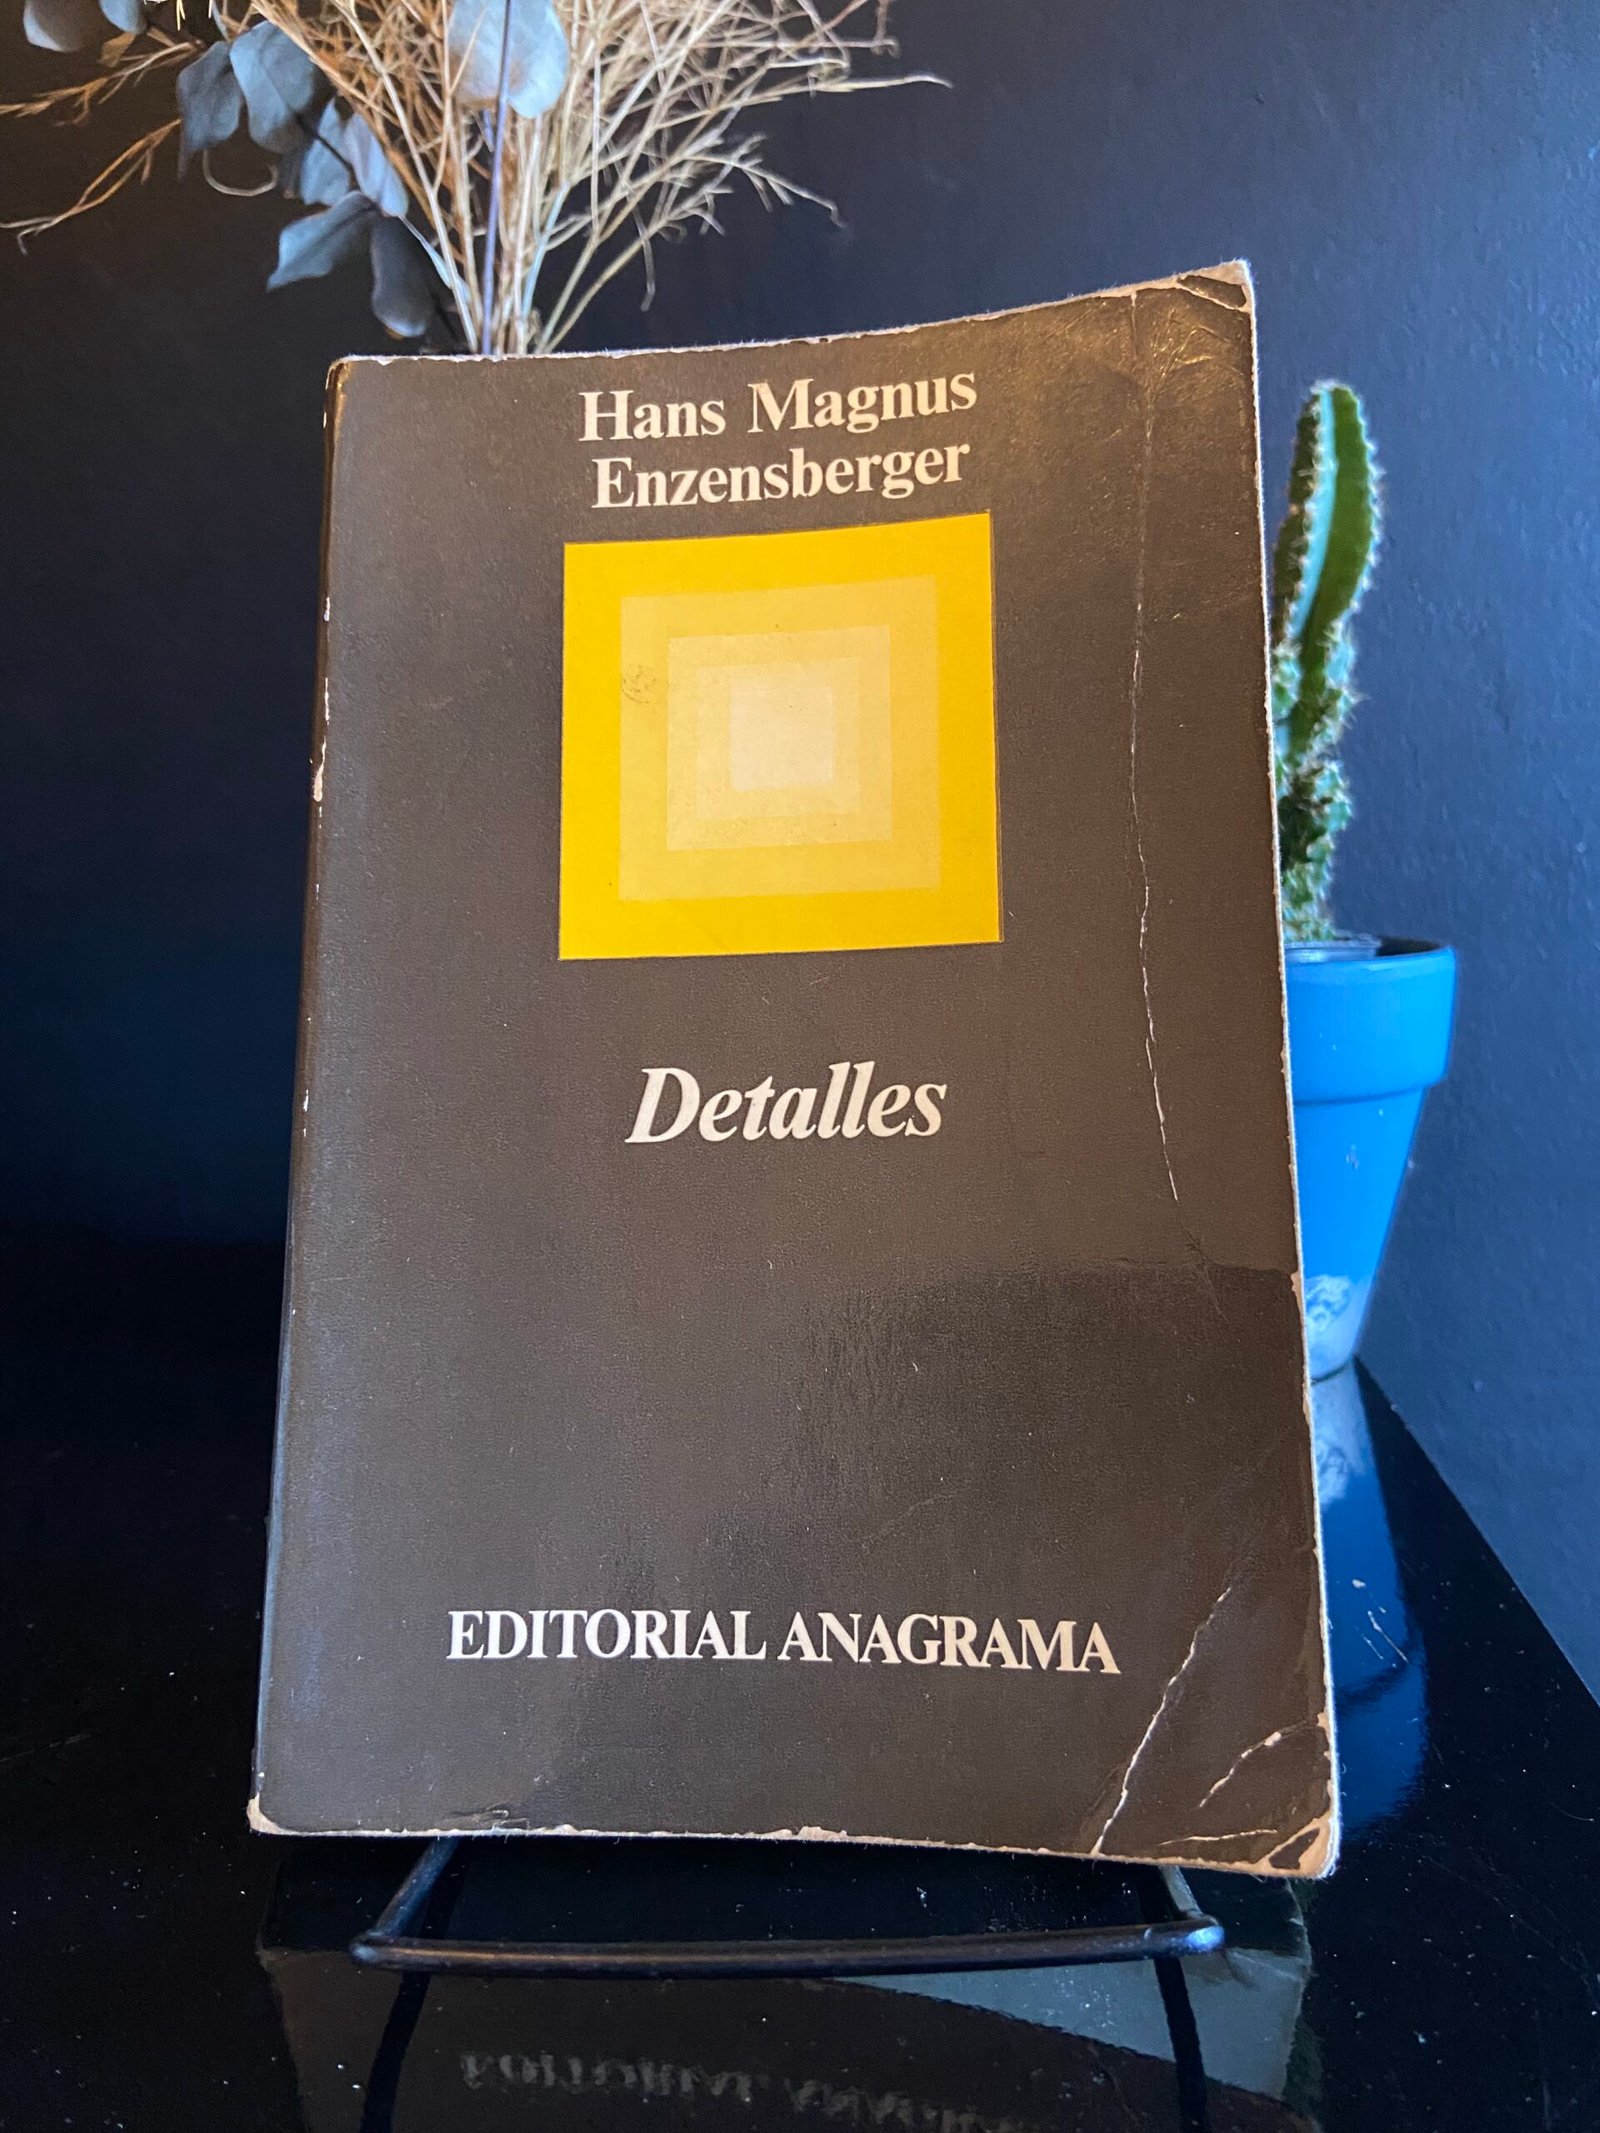 Hans Magnus
Enzensberger
Detalles
EDITORIAL ANAGRAMA